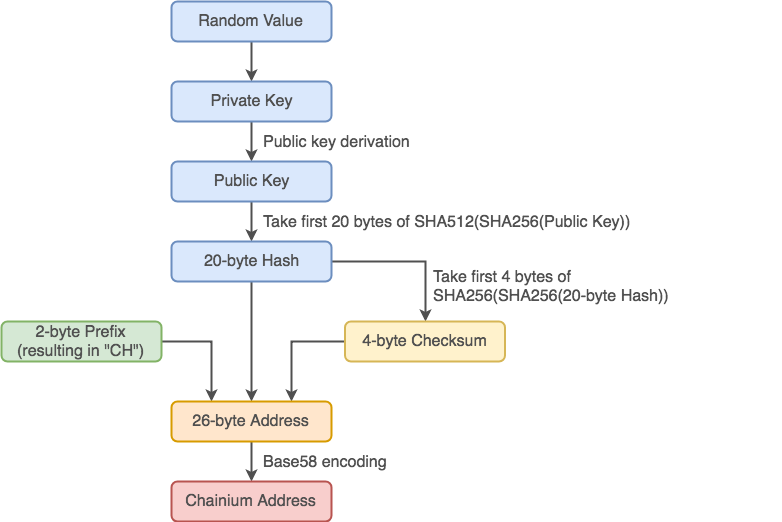 Random Value
Private Key
Public key derivation
Public Key
Take first 20 bytes of SHA512(SHA256(Public Key))
20-byte Hash
Take first 4 bytes of
SHA256(SHA256(20-byte Hash))
2-byte Prefix
(resulting in "CH")
4-byte Checksum
26-byte Address
Base58 encoding
Chainium Address